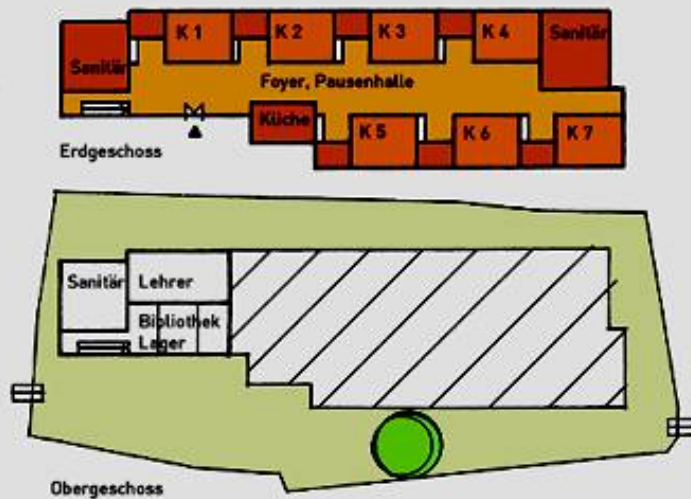 K 1
K 2
K 3
K 4
Sanitär
Sanitär
Foyer, Pausenhalle
Küche
K 5
K 6
K 7
Erdgeschoss
Sanitär
Lehrer
Bibliothek
Lager
Obergeschoss